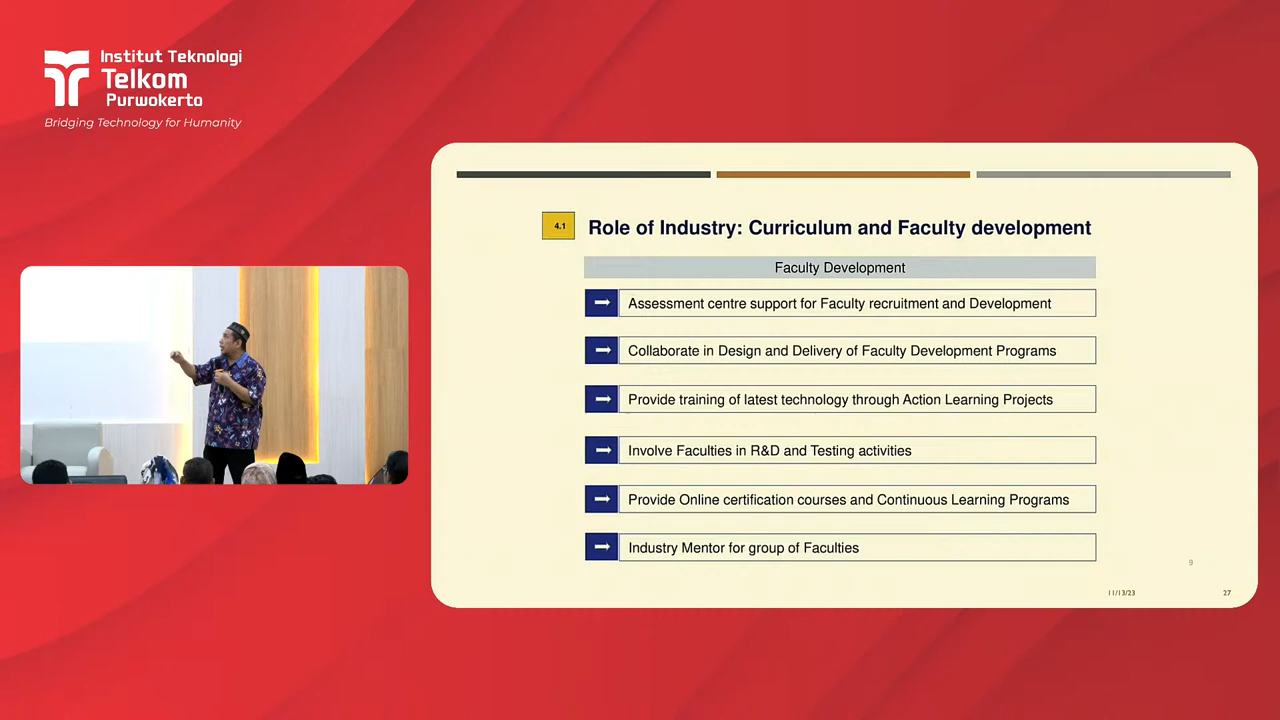 Institut Teknologi
Telkom
Purwokerto
Bridging Technology for Humanity
4.1
Role of Industry: Curriculum and Faculty development
Faculty Development
Assessment centre support for Faculty recruitment and Development
Collaborate in Design and Delivery of Faculty Development Programs
Provide training of latest technology through Action Learning Projects
Involve Faculties in R&D and Testing activities
Provide Online certification courses and Continuous Learning Programs
Industry Mentor for group of Faculties
9
11/13/23
27